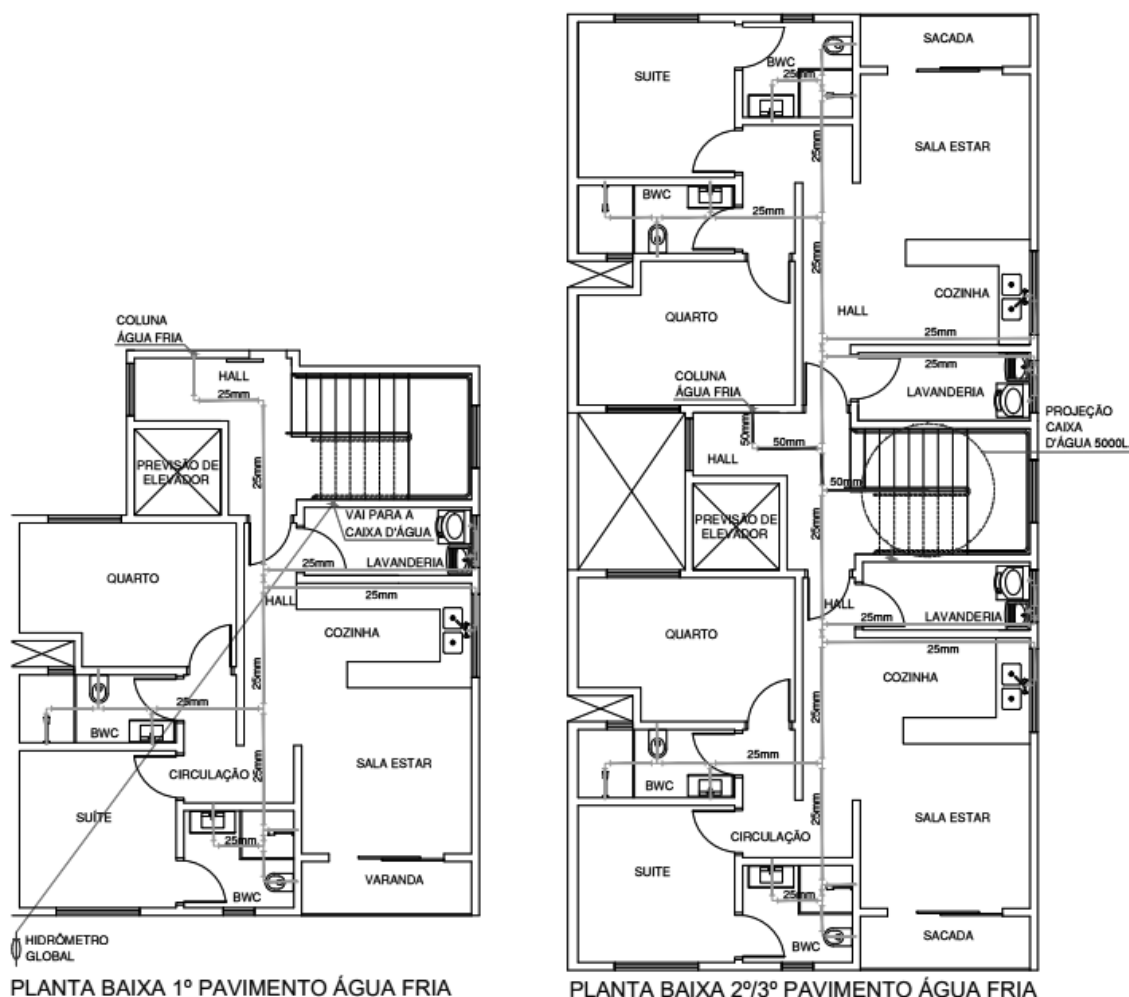 COLUNA
ÁGUA FRIA
HALL
25mm
25mm
PREVISÃO DE
ELEVADOR
VAI PARA A
CAIXA D'ÁGUA
25mm
LAVANDERIA
25mm
QUARTO
HALL
COZINHA
25mm
25mm
BWC
CIRCULAÇÃO
25mm
SALA ESTAR
SUÍTE
25mm
BWC
VARANDA
HIDRÔMETRO
GLOBAL
PLANTA BAIXA 1º PAVIMENTO ÁGUA FRIA
SACADA
SUITE
BWC
25mm
25mm
SALA ESTAR
BWC
25mm
25mm
COZINHA
QUARTO
HALL
25mm
25mm
COLUNA
ÁGUA FRIA
LAVANDERIA
50mm
50mm
HALL
PROJEÇÃO
CAIXA
D'ÁGUA 5000L
50mm
PREVISÃO DE
ELEVADOR
25mm
HALL
25mm
LAVANDERIA
QUARTO
25mm
COZINHA
25mm
25mm
BWC
25mm
CIRCULAÇÃO
SALA ESTAR
SUITE
25mm
BWC
SACADA
PLANTA BAIXA 2º/3º PAVIMENTO ÁGUA FRIA